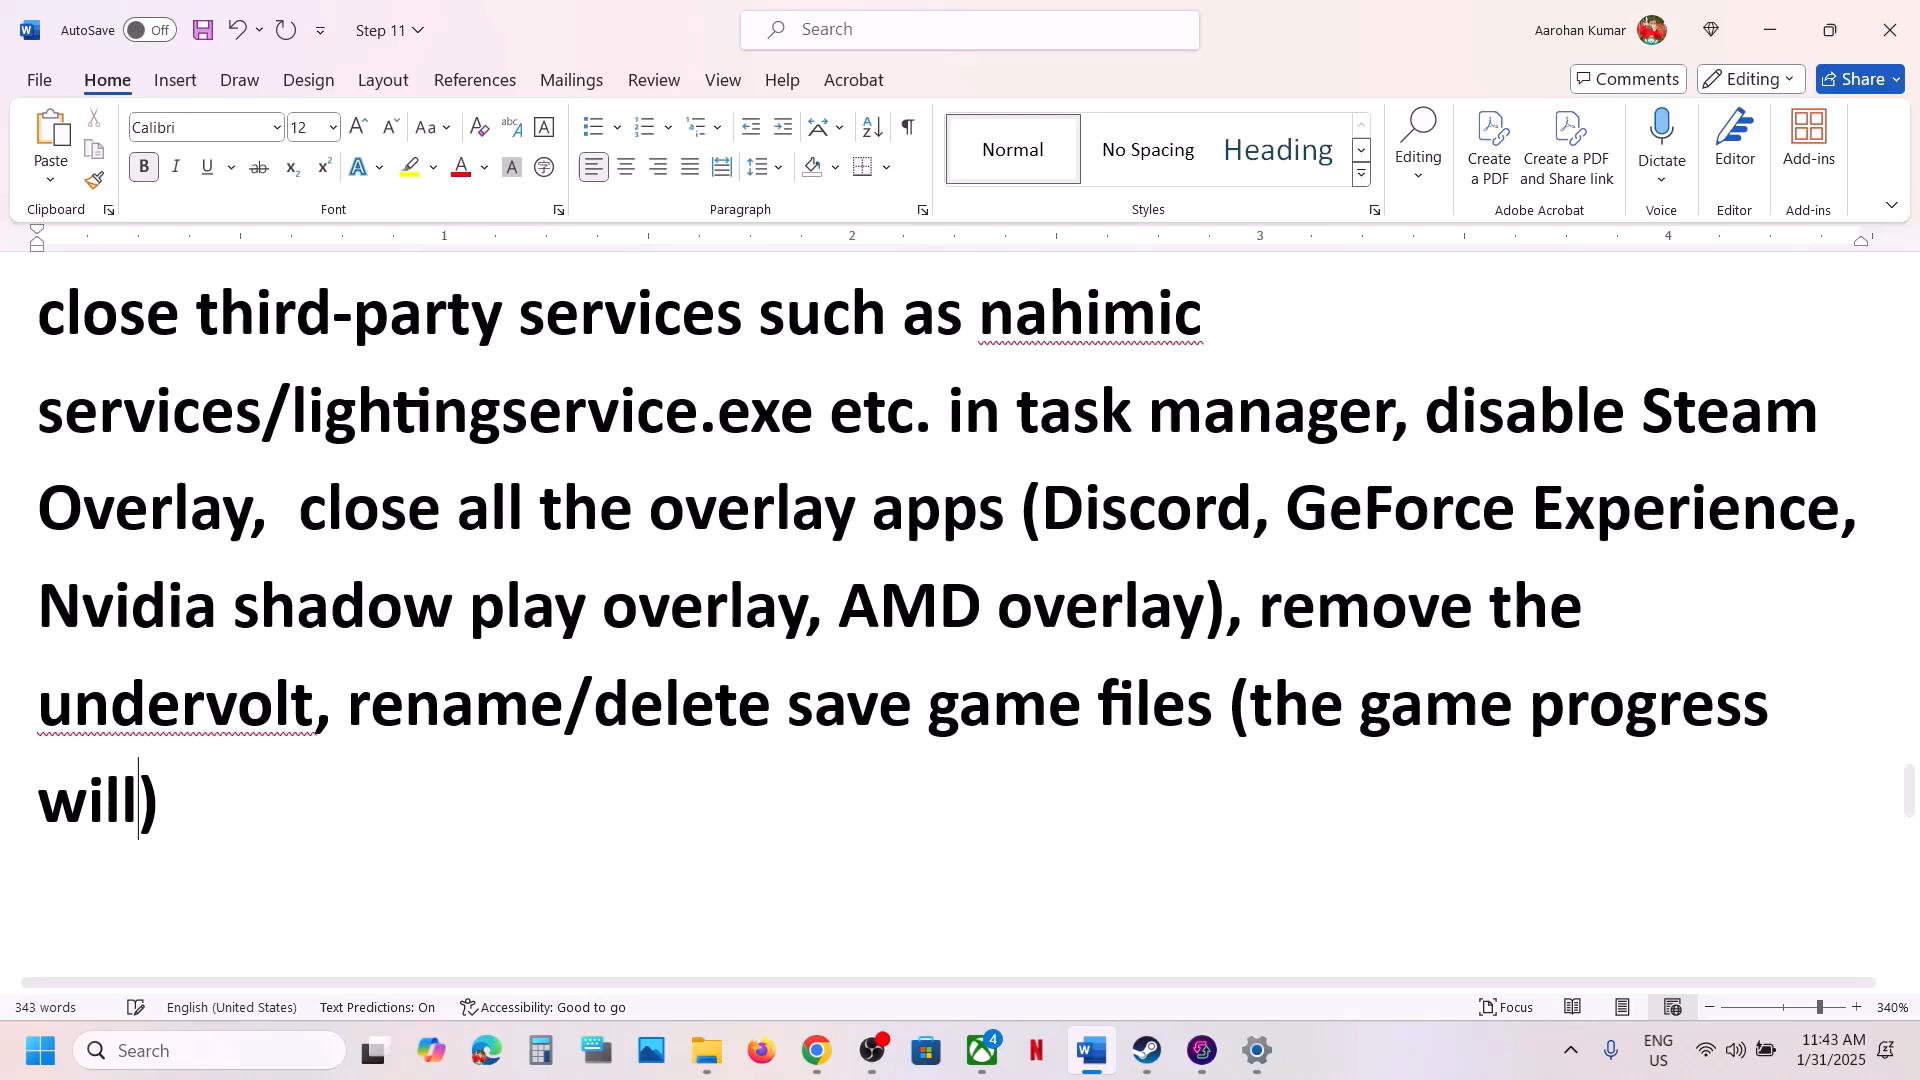 AutoSave Off Step 11 Search Aarohan Kumar
File Home Insert Draw Design Layout References Mailings Review View Help Acrobat Comments Editing Share
Paste Calibri 12 Normal No Spacing Heading Editing Create a PDF Create a PDF and Share link Dictate Editor Add-ins
Clipboard Font Paragraph Styles Adobe Acrobat Voice Editor Add-ins
1 2 3 4
close third-party services such as nahimic
services/lightingservice.exe etc. in task manager, disable Steam
Overlay,  close all the overlay apps (Discord, GeForce Experience,
Nvidia shadow play overlay, AMD overlay), remove the
undervolt, rename/delete save game files (the game progress
will)
343 words English (United States) Text Predictions: On Accessibility: Good to go Focus 340%
Search 4 ENG US 11:43 AM 1/31/2025